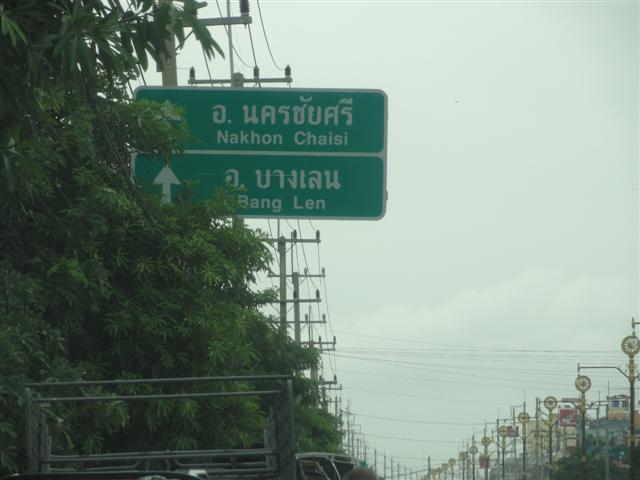 อ. นครชัยศรี
Nakhon Chaisi
อ. บางเลน
Bang Len